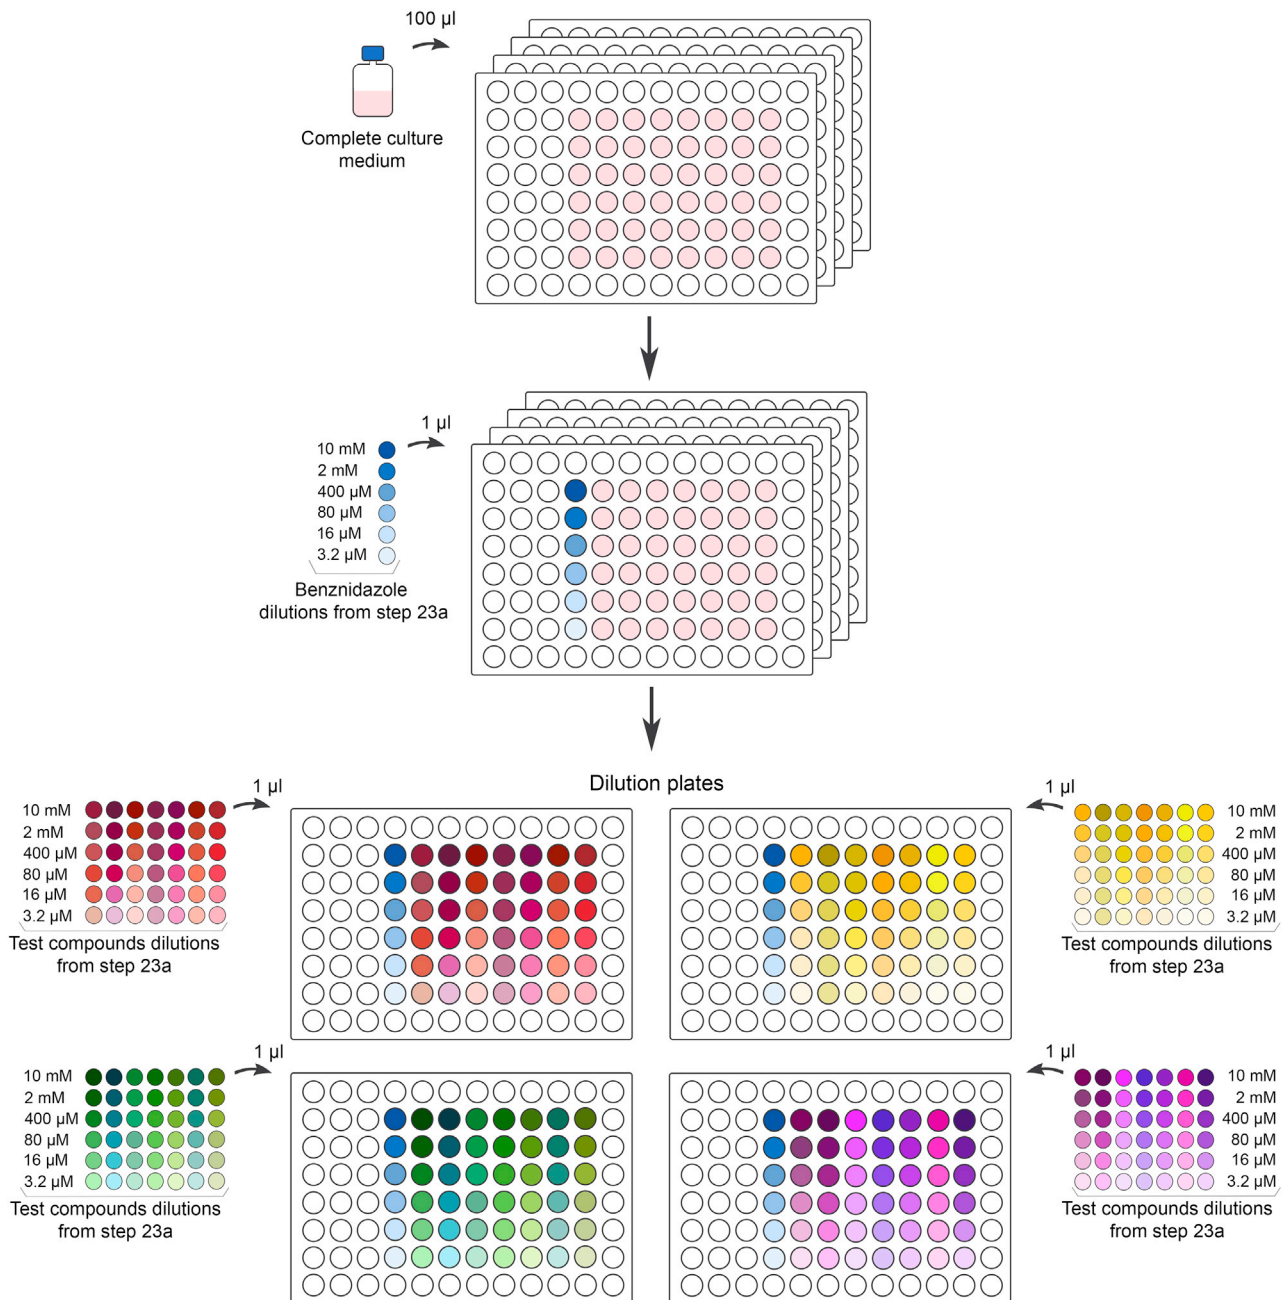 100 µl
Complete culture
medium
1 µl
10 mM
2 mM
400 µM
80 µM
16 µM
3.2 µM
Benznidazole
dilutions from step 23a
Dilution plates
1 µl
10 mM
2 mM
400 µM
80 µM
16 µM
3.2 µM
Test compounds dilutions
from step 23a
1 µl
10 mM
2 mM
400 µM
80 µM
16 µM
3.2 µM
Test compounds dilutions
from step 23a
1 µl
10 mM
2 mM
400 µM
80 µM
16 µM
3.2 µM
Test compounds dilutions
from step 23a
1 µl
10 mM
2 mM
400 µM
80 µM
16 µM
3.2 µM
Test compounds dilutions
from step 23a